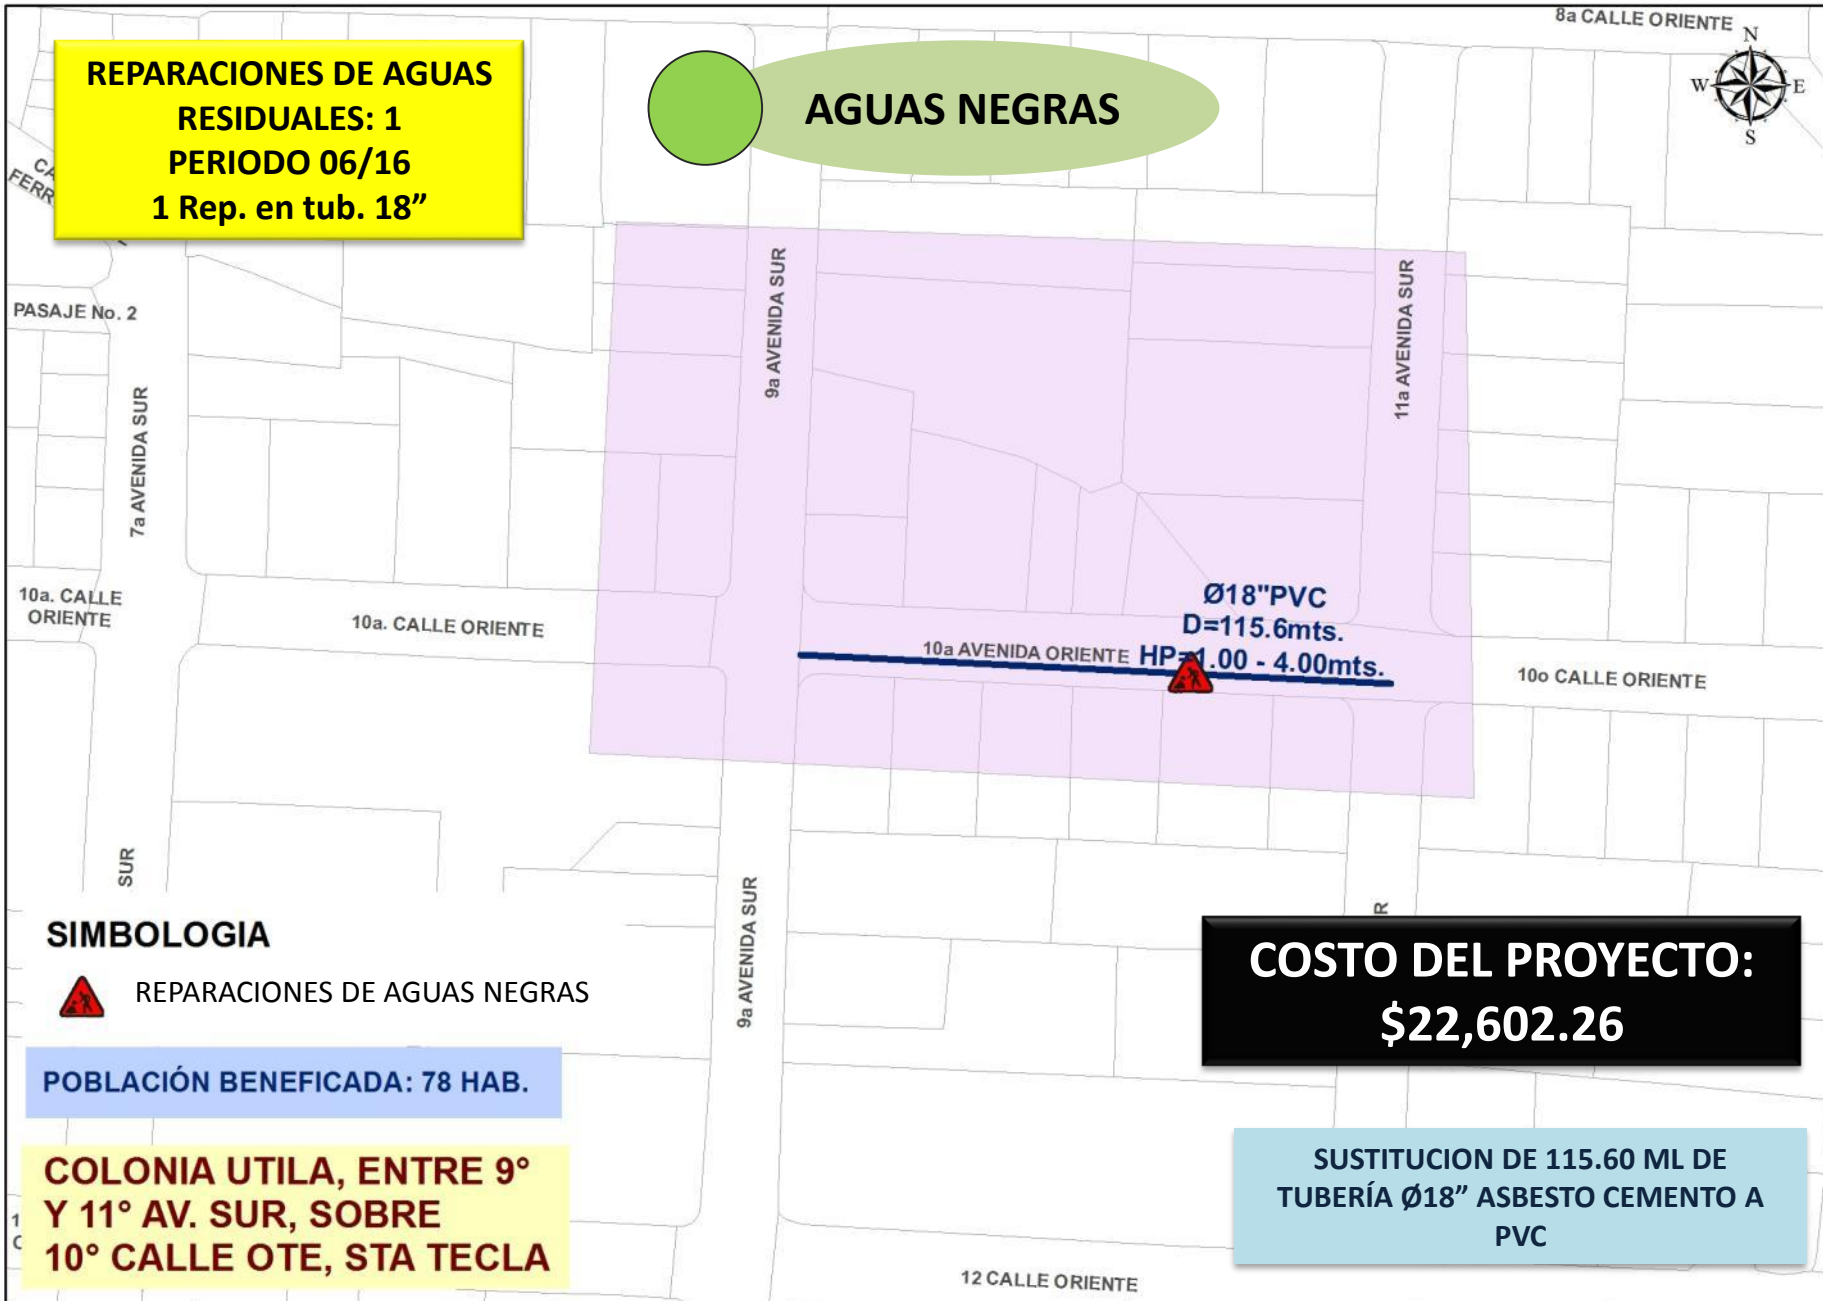 8a CALLE ORIENTE
N
W
E
S
REPARACIONES DE AGUAS
RESIDUALES: 1
PERIODO 06/16
1 Rep. en tub. 18”
AGUAS NEGRAS
PASAJE No. 2
7a AVENIDA SUR
9a AVENIDA SUR
11a AVENIDA SUR
10a. CALLE
ORIENTE
10a. CALLE ORIENTE
Ø18"PVC
D=115.6mts.
HP=1.00 - 4.00mts.
10a AVENIDA ORIENTE
10o CALLE ORIENTE
SUR
9a AVENIDA SUR
SIMBOLOGIA
REPARACIONES DE AGUAS NEGRAS
COSTO DEL PROYECTO:
$22,602.26
POBLACIÓN BENEFICADA: 78 HAB.
COLONIA UTILA, ENTRE 9°
Y 11° AV. SUR, SOBRE
10° CALLE OTE, STA TECLA
SUSTITUCION DE 115.60 ML DE
TUBERÍA Ø18” ASBESTO CEMENTO A
PVC
12 CALLE ORIENTE